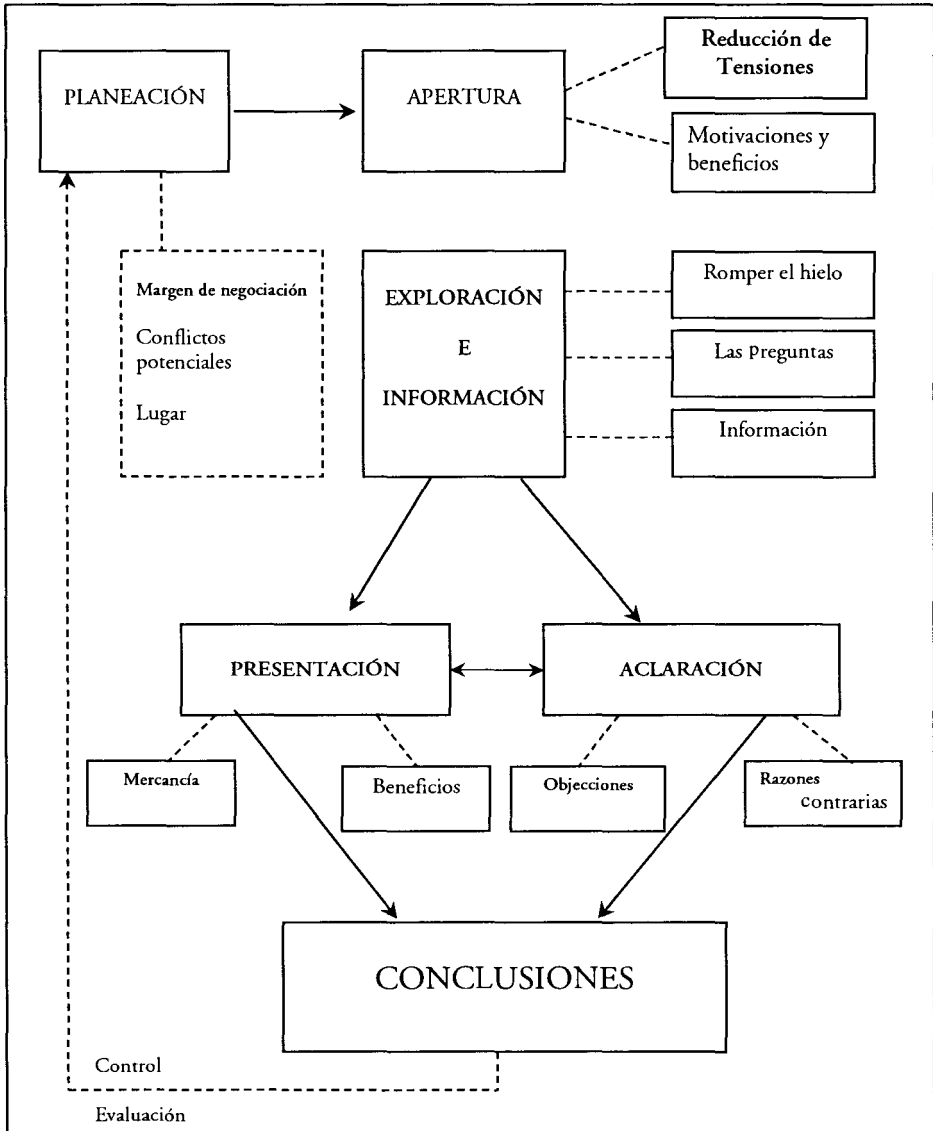 PLANEACIÓN
APERTURA
Reducción de
Tensiones
Motivaciones y
beneficios
Margen de negociación
Conflictos
potenciales
Lugar
EXPLORACIÓN
E
INFORMACIÓN
Romper el hielo
Las preguntas
Información
PRESENTACIÓN
ACLARACIÓN
Mercancía
Beneficios
Objecciones
Razones
contrarias
CONCLUSIONES
Control
Evaluación